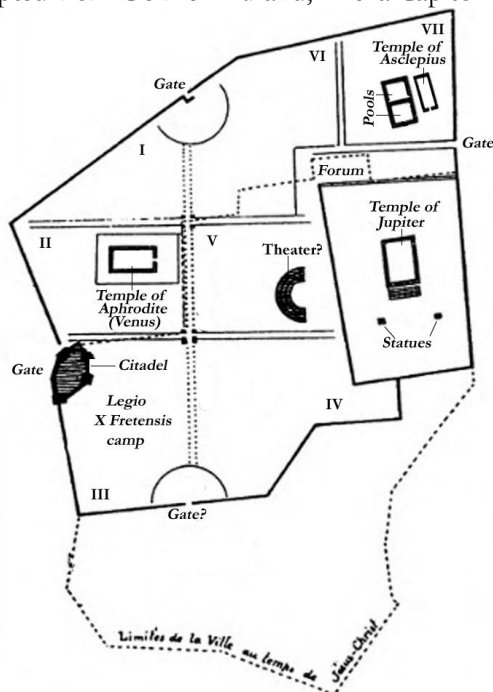 VII
VI
Temple of
Asclepius
Pools
Gate
I
Gate
Forum
Temple of
Jupiter
II
V
Theater?
Temple of
Aphrodite
(Venus)
Statues
Gate
Citadel
Legio
X Fretensis
camp
IV
III
Gate?
Limites de la Ville au temps de Jésus-Christ